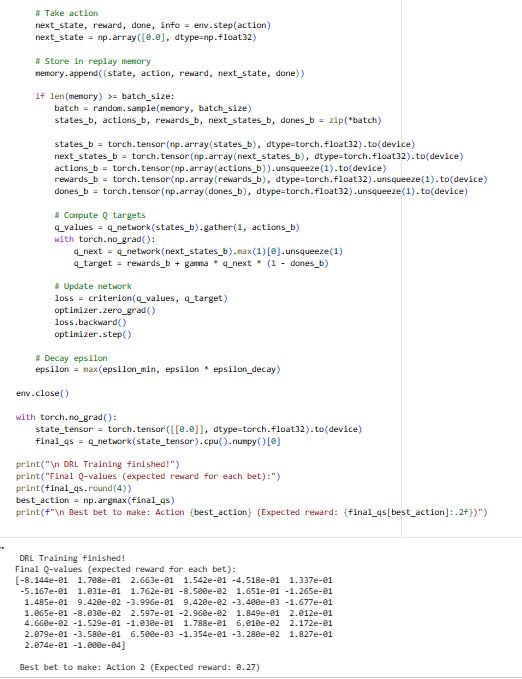 # Take action
next_state, reward, done, info = env.step(action)
next_state = np.array([0.0], dtype=np.float32)
# Store in replay memory
memory.append((state, action, reward, next_state, done))
if len(memory) >= batch_size:
batch = random.sample(memory, batch_size)
states_b, actions_b, rewards_b, next_states_b, dones_b = zip(*batch)
states_b = torch.tensor(np.array(states_b), dtype=torch.float32).to(device)
next_states_b = torch.tensor(np.array(next_states_b), dtype=torch.float32).to(device)
actions_b = torch.tensor(np.array(actions_b)).unsqueeze(1).to(device)
rewards_b = torch.tensor(np.array(rewards_b), dtype=torch.float32).unsqueeze(1).to(device)
dones_b = torch.tensor(np.array(dones_b), dtype=torch.float32).unsqueeze(1).to(device)
# Compute Q targets
q_values = q_network(states_b).gather(1, actions_b)
with torch.no_grad():
q_next = q_network(next_states_b).max(1)[0].unsqueeze(1)
q_target = rewards_b + gamma * q_next * (1 - dones_b)
# Update network
loss = criterion(q_values, q_target)
optimizer.zero_grad()
loss.backward()
optimizer.step()
# Decay epsilon
epsilon = max(epsilon_min, epsilon * epsilon_decay)
env.close()
with torch.no_grad():
state_tensor = torch.tensor([[0.0]], dtype=torch.float32).to(device)
final_qs = q_network(state_tensor).cpu().numpy()[0]
print("\n DRL Training finished!")
print("Final Q-values (expected reward for each bet):")
print(final_qs.round(4))
best_action = np.argmax(final_qs)
print(f"\n Best bet to make: Action {best_action} (Expected reward: {final_qs[best_action]:.2f})")
DRL Training finished!
Final Q-values (expected reward for each bet):
[-8.144e-01 1.708e-01 2.663e-01 1.542e-01 -4.518e-01 1.337e-01
-5.167e-01 1.031e-01 1.762e-01 -8.500e-02 1.651e-01 -1.265e-01
1.485e-01 9.420e-02 -3.996e-01 9.420e-02 -3.400e-03 -1.677e-01
1.065e-01 -8.030e-02 2.597e-01 -2.960e-02 1.849e-01 2.012e-01
4.660e-02 -1.529e-01 -1.030e-01 1.788e-01 6.010e-02 2.172e-01
2.079e-01 -3.580e-01 6.500e-03 -1.354e-01 -3.280e-02 1.827e-01
2.074e-01 -1.000e-04]
Best bet to make: Action 2 (Expected reward: 0.27)